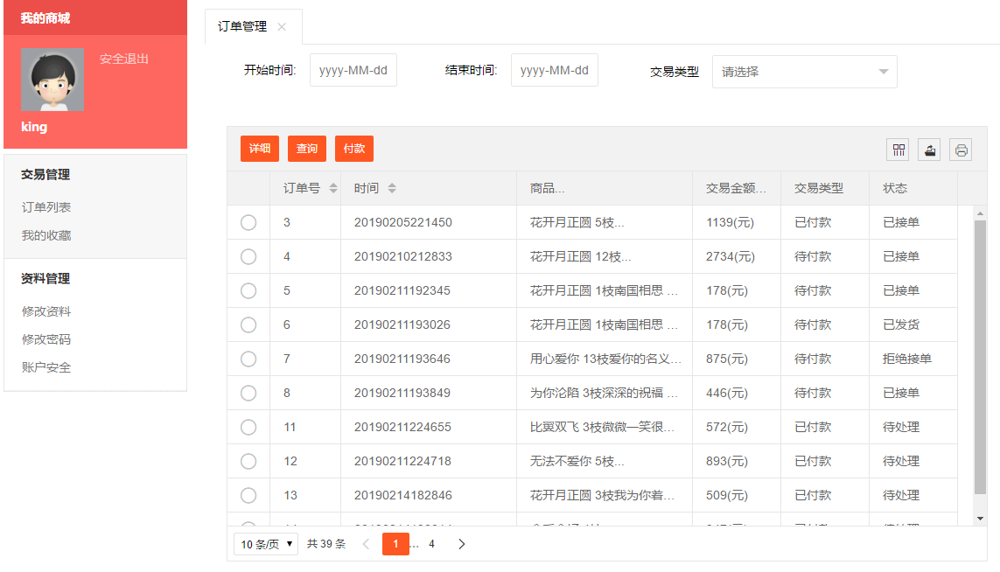 我的商城
安全退出
king
交易管理
订单列表
我的收藏
资料管理
修改资料
修改密码
账户安全
订单管理
开始时间: yyyy-MM-dd 结束时间: yyyy-MM-dd 交易类型 请选择
详细 查询 付款
订单号 时间 商品... 交易金额... 交易类型 状态
3 20190205221450 花开月正圆 5枝... 1139(元) 已付款 已接单
4 20190210212833 花开月正圆 12枝... 2734(元) 待付款 已接单
5 20190211192345 花开月正圆 1枝南国相思 ... 178(元) 待付款 已接单
6 20190211193026 花开月正圆 1枝南国相思 ... 178(元) 待付款 已发货
7 20190211193646 用心爱你 13枝爱你的名义... 875(元) 待付款 拒绝接单
8 20190211193849 为你沦陷 3枝深深的祝福 ... 446(元) 待付款 已接单
11 20190211224655 比翼双飞 3枝微微一笑很... 572(元) 已付款 待处理
12 20190211224718 无法不爱你 5枝... 893(元) 已付款 待处理
13 20190214182846 花开月正圆 3枝我为你着... 509(元) 已付款 待处理
10 条/页 共 39 条 1 ... 4